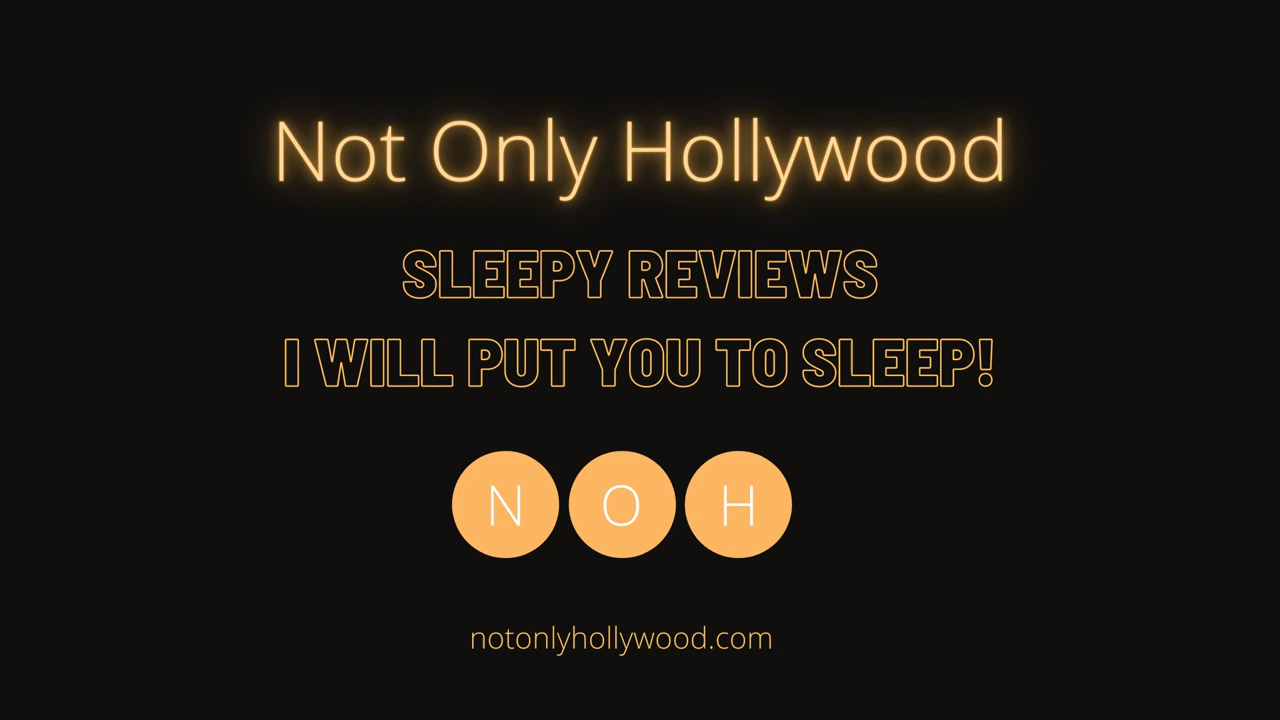 Not Only Hollywood
SLEEPY REVIEWS
I WILL PUT YOU TO SLEEP!
N O H
notonlyhollywood.com